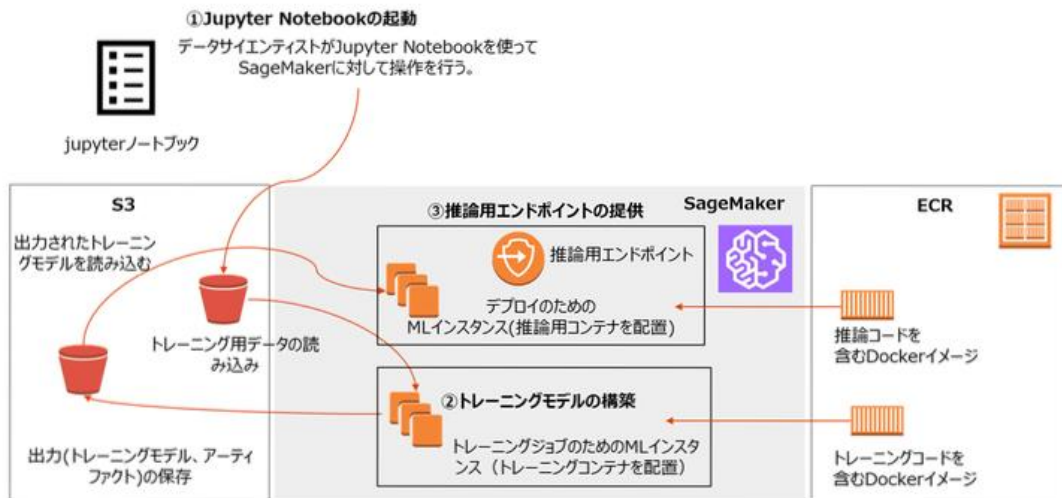 ①Jupyter Notebookの起動
データサイエンティストがJupyter Notebookを使って
SageMakerに対して操作を行う。
jupyterノートブック
S3
出力されたトレーニン
グモデルを読み込む
トレーニング用データの読
み込み
出力(トレーニングモデル、アーティ
ファクト)の保存
SageMaker
③推論用エンドポイントの提供
推論用エンドポイント
デプロイのための
MLインスタンス(推論用コンテナを配置)
②トレーニングモデルの構築
トレーニングジョブのためのMLインスタ
ンス（トレーニングコンテナを配置）
ECR
推論コードを
含むDockerイメージ
トレーニングコードを
含むDockerイメージ